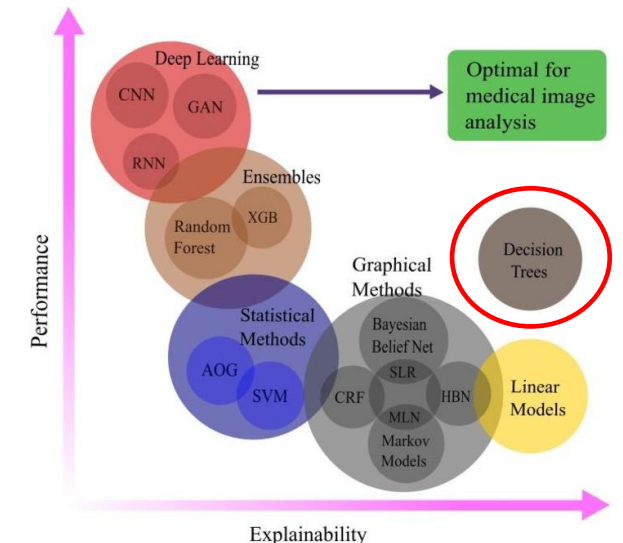 Deep Learning
CNN
GAN
RNN
Optimal for
medical image
analysis
Ensembles
Random
Forest
XGB
Decision
Trees
Graphical
Methods
Statistical
Methods
AOG
SVM
Bayesian
Belief Net
SLR
CRF
HBN
MLN
Markov
Models
Linear
Models
Performance
Explainability